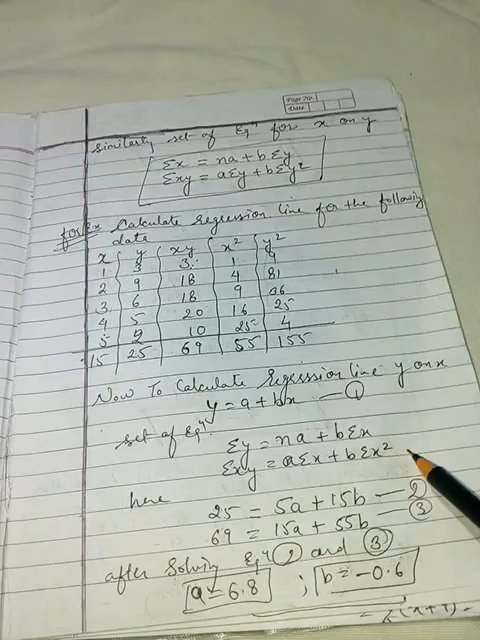 Page No.
Date
Similarly set of Eqⁿ for x on y
Σx = na + bΣy
Σxy = aΣy + bΣy²
for Ex Calculate regression line for the following
data
x y xy x² y²
1 3 3 1 9
2 9 18 4 81
3 6 18 9 36
4 5 20 16 25
5 2 10 25 4
15 25 69 55 155
Now To Calculate Regression line y on x
y = a + bx — ①
set of Eqⁿ
Σy = na + bΣx
Σxy = aΣx + bΣx²
here
25 = 5a + 15b — ②
69 = 15a + 55b — ③
after solving Eqⁿ ② and ③
a = 6.8 ; b = -0.6